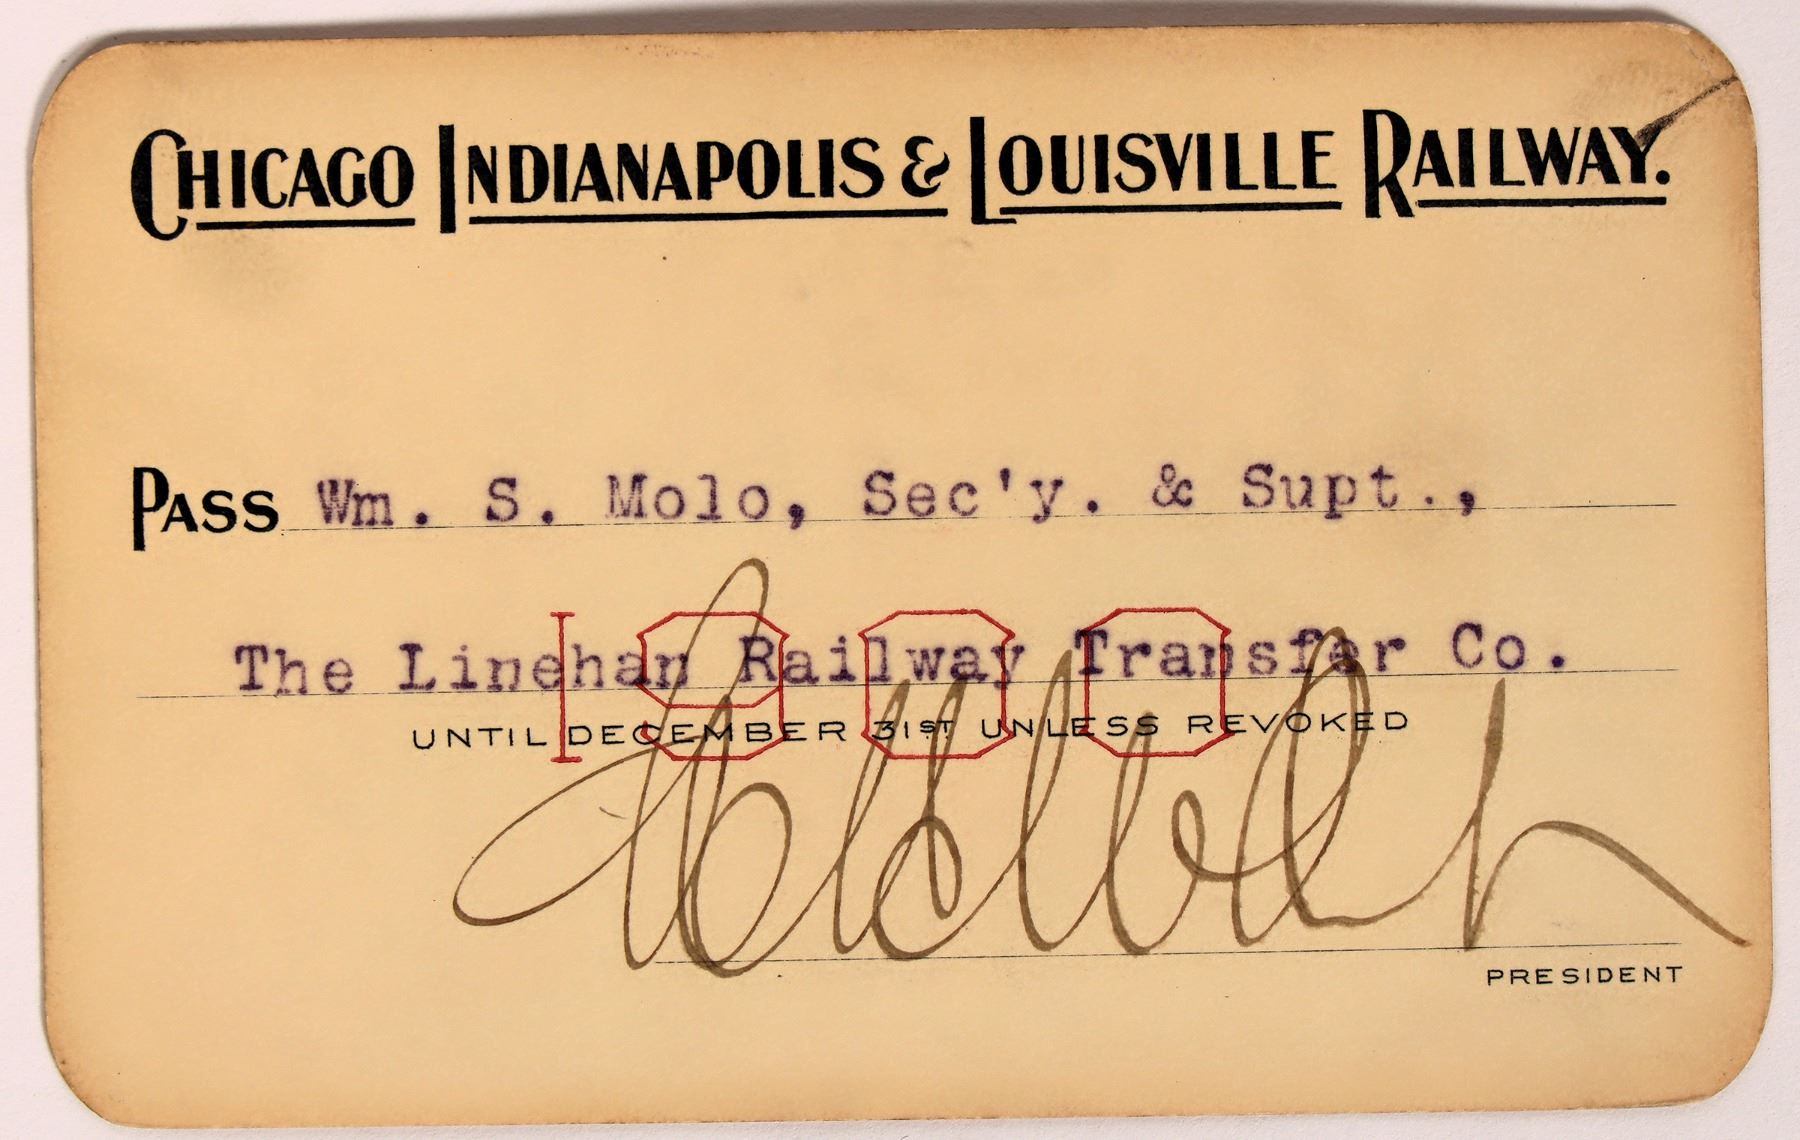 CHICAGO INDIANAPOLIS & LOUISVILLE RAILWAY.
PASS Wm. S. Molo, Sec'y. & Supt.,
The Linehan Railway Transfer Co.
1900
UNTIL DECEMBER 31ST UNLESS REVOKED
PRESIDENT